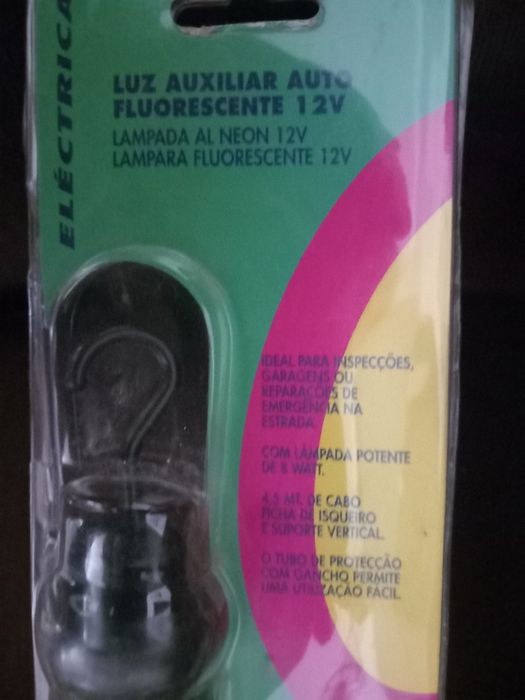 ELÉCTRICA
LUZ AUXILIAR AUTO
FLUORESCENTE 12V
LAMPADA AL NEON 12V
LAMPARA FLUORESCENTE 12V
IDEAL PARA INSPECÇÕES,
GARAGENS OU
REPARAÇÕES DE
EMERGÊNCIA NA
ESTRADA.
COM LÂMPADA POTENTE
DE 8 WATT.
4,5 MT. DE CABO
FICHA DE ISQUEIRO
E SUPORTE VERTICAL.
O TUBO DE PROTECÇÃO
COM GANCHO PERMITE
UMA UTILIZAÇÃO FÁCIL.